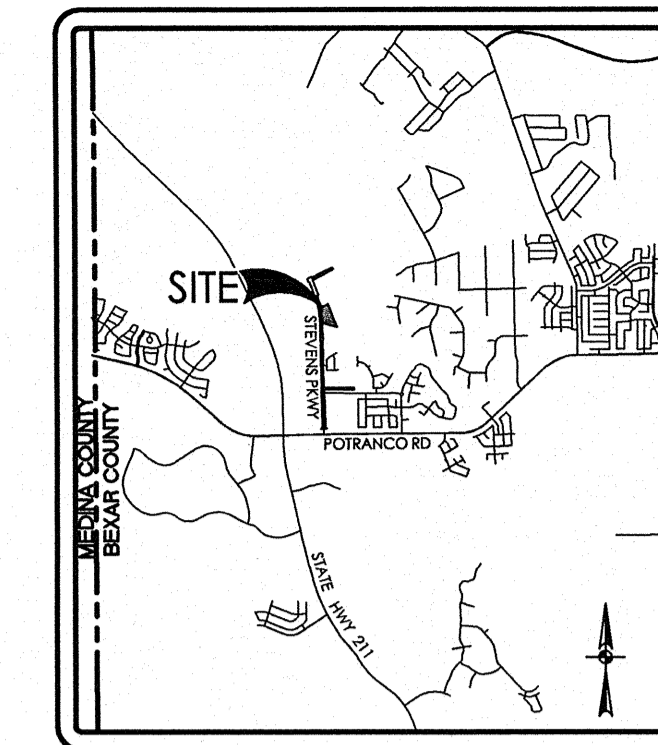 SITE
STEVENS PKWY
POTRANCO RD
MEDINA COUNTY
BEXAR COUNTY
STATE HWY 211